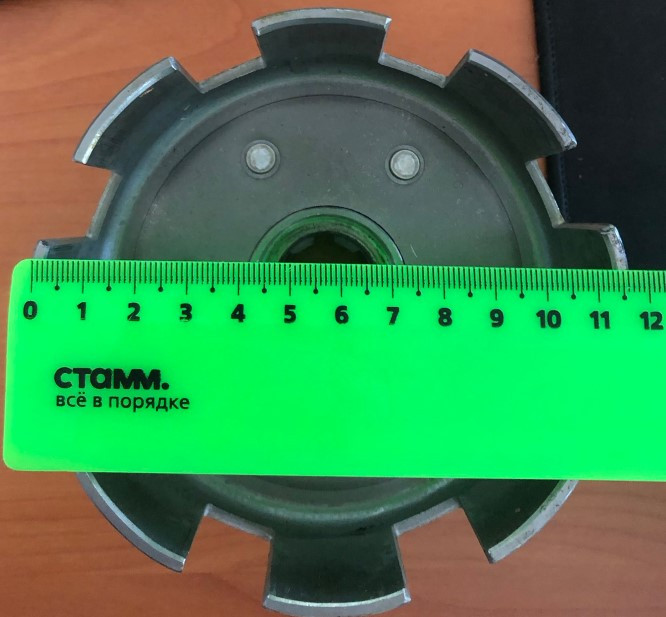 0 1 2 3 4 5 6 7 8 9 10 11 12
стамм.
всё в порядке